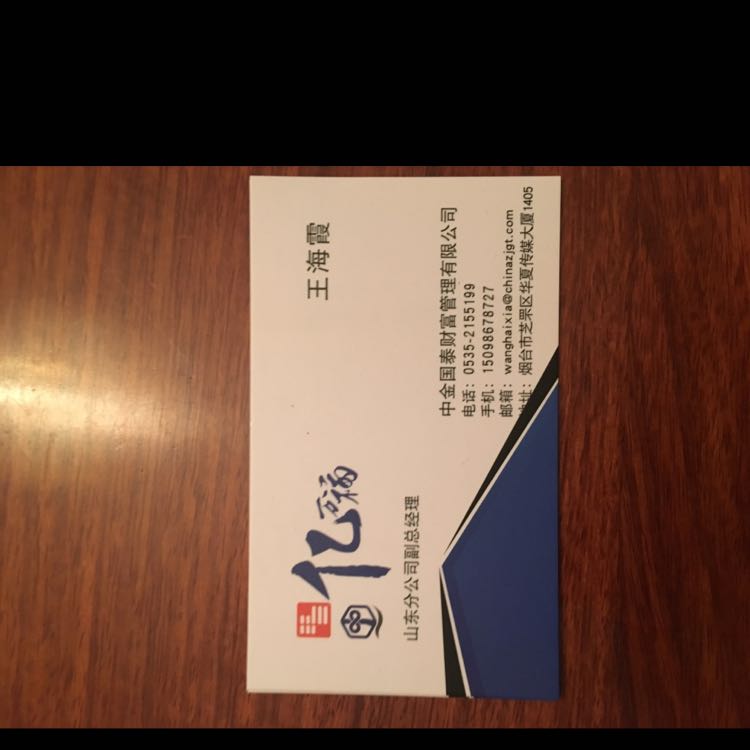 亿
王海霞
山东分公司副总经理
中金国泰财富管理有限公司
电话：0535-2155199
手机：15098678727
邮箱：wanghaixia@chinazjgt.com
地址：烟台市芝罘区华夏传媒大厦1405